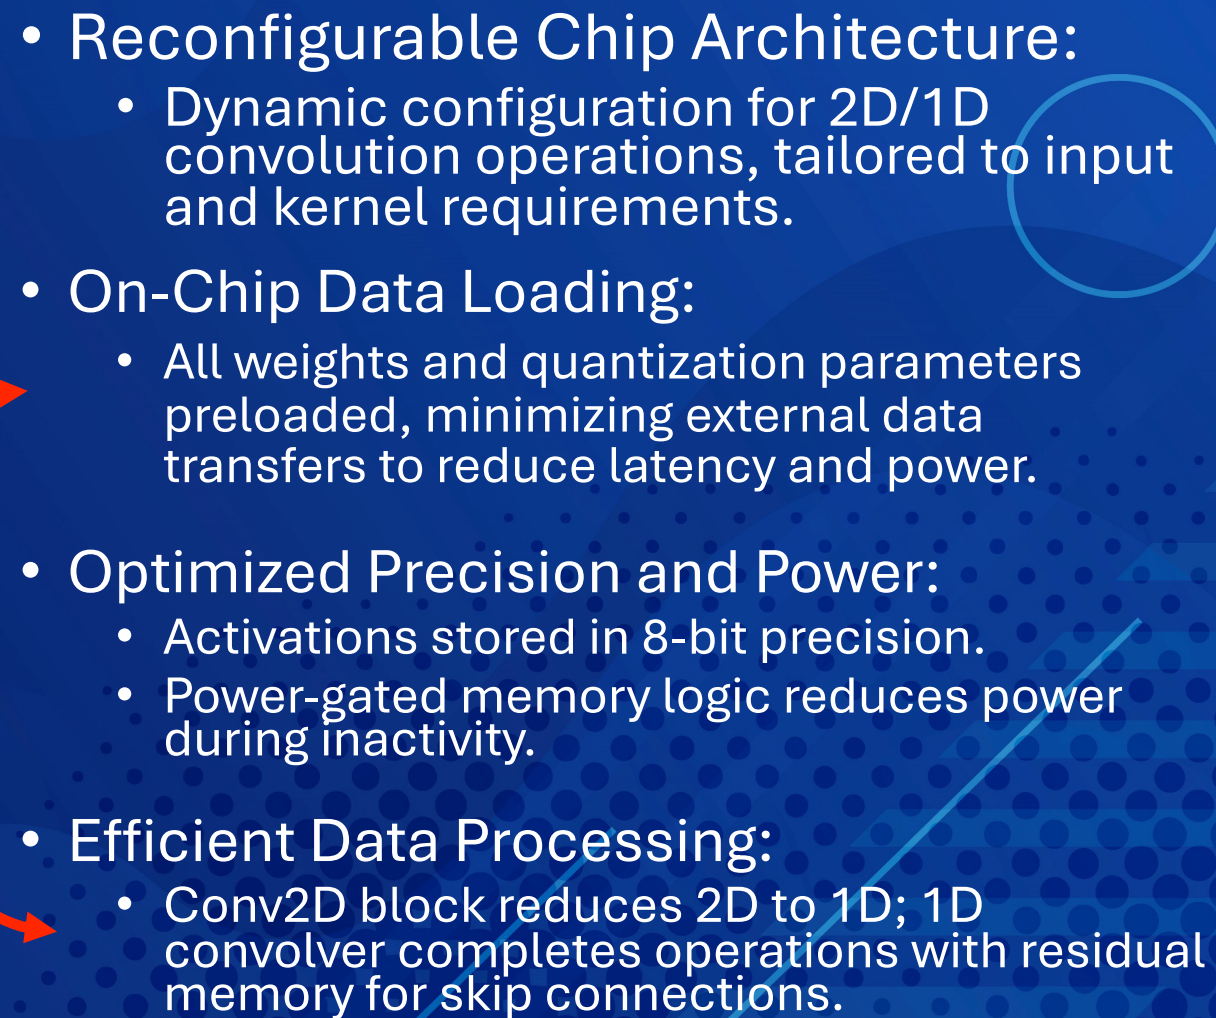 • Reconfigurable Chip Architecture:
• Dynamic configuration for 2D/1D
convolution operations, tailored to input
and kernel requirements.
• On-Chip Data Loading:
• All weights and quantization parameters
preloaded, minimizing external data
transfers to reduce latency and power.
• Optimized Precision and Power:
• Activations stored in 8-bit precision.
• Power-gated memory logic reduces power
during inactivity.
• Efficient Data Processing:
• Conv2D block reduces 2D to 1D; 1D
convolver completes operations with residual
memory for skip connections.